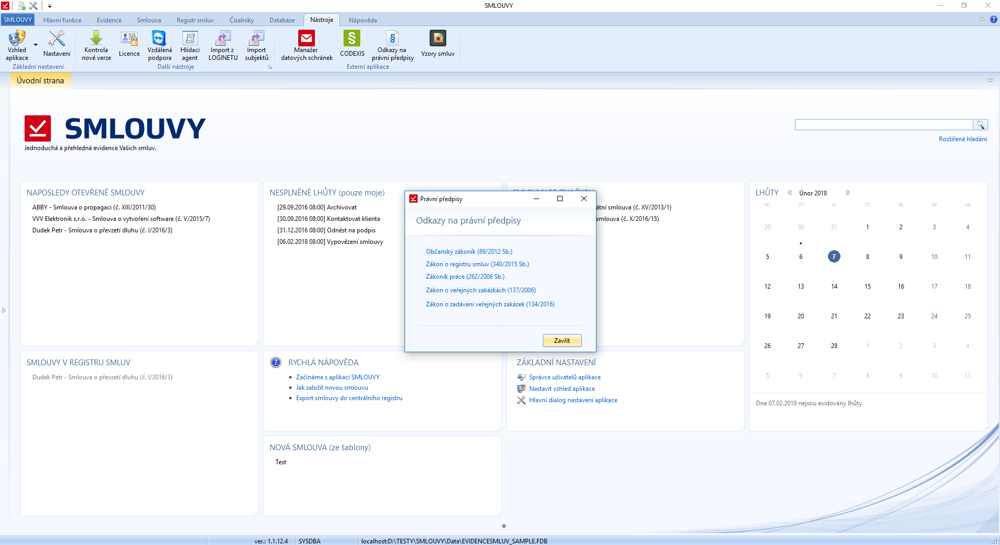 SMLOUVY
SMLOUVY Hlavní funkce Evidence Smlouva Registr smluv Číselníky Databáze Nástroje Nápověda
Vzhled aplikace
Nastavení
Základní nastavení
Kontrola nové verze
Licence
Vzdálená podpora
Hlídací agent
Import z LOGINETU
Import subjektů
Další nástroje
Manažer datových schránek
CODEXIS
Odkazy na právní předpisy
Vzory smluv
Externí aplikace
Úvodní strana
SMLOUVY
Jednoduchá a přehledná evidence Vašich smluv.
Rozšířené hledání
NAPOSLEDY OTEVŘENÉ SMLOUVY
ABBY - Smlouva o propagaci (č. XIII/2011/30)
VVV Elektronik s.r.o. - Smlouva o vytvoření software (č. V/2015/7)
Dudek Petr - Smlouva o převzetí dluhu (č. I/2016/3)
NESPLNĚNÉ LHŮTY (pouze moje)
[29.09.2016 08:00] Archivovat
[30.09.2016 08:00] Kontaktovat klienta
[31.12.2016 08:00] Odnést na podpis
[06.02.2018 08:00] Vypovězení smlouvy
SMLOUVY SE ZNAČKOU
átní smlouva (č. XV/2013/1)
smlouva (č. X/2016/15)
Právní předpisy
Odkazy na právní předpisy
Občanský zákoník (89/2012 Sb.)
Zákon o registru smluv (340/2015 Sb.)
Zákoník práce (262/2006 Sb.)
Zákon o veřejných zakázkách (137/2006)
Zákon o zadávání veřejných zakázek (134/2016)
Zavřít
LHŮTY Únor 2018
PO ÚT ST ČT PÁ SO NE
29 30 31 1 2 3 4
5 6 7 8 9 10 11
12 13 14 15 16 17 18
19 20 21 22 23 24 25
26 27 28 1 2 3 4
5 6 7 8 9 10 11
Dne 07.02.2018 nejsou evidovány lhůty.
SMLOUVY V REGISTRU SMLUV
Dudek Petr - Smlouva o převzetí dluhu (č. I/2016/3)
RYCHLÁ NÁPOVĚDA
Začínáme s aplikací SMLOUVY
Jak založit novou smlouvu
Export smlouvy do centrálního registru
ZÁKLADNÍ NASTAVENÍ
Správce uživatelů aplikace
Nastavit vzhled aplikace
Hlavní dialog nastavení aplikace
NOVÁ SMLOUVA (ze šablony)
Test
ver.: 1.1.12.4 SYSDBA localhost:D:\TESTY\SMLOUVY\Data\EVIDENCESMLUV_SAMPLE.FDB